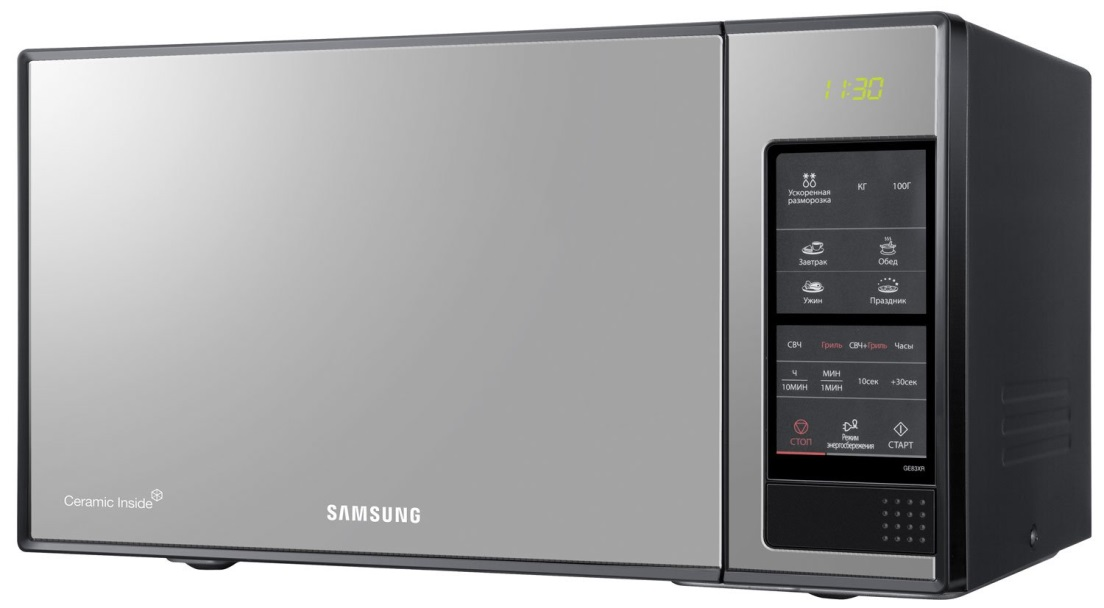 11:30
Ускоренная
разморозка
КГ
100Г
Завтрак
Обед
Ужин
Праздник
СВЧ
Гриль
СВЧ+Гриль
Часы
Ч
10МИН
МИН
1МИН
10сек
+30сек
СТОП
Режим
энергосбережения
СТАРТ
GE83XR
Ceramic Inside
SAMSUNG